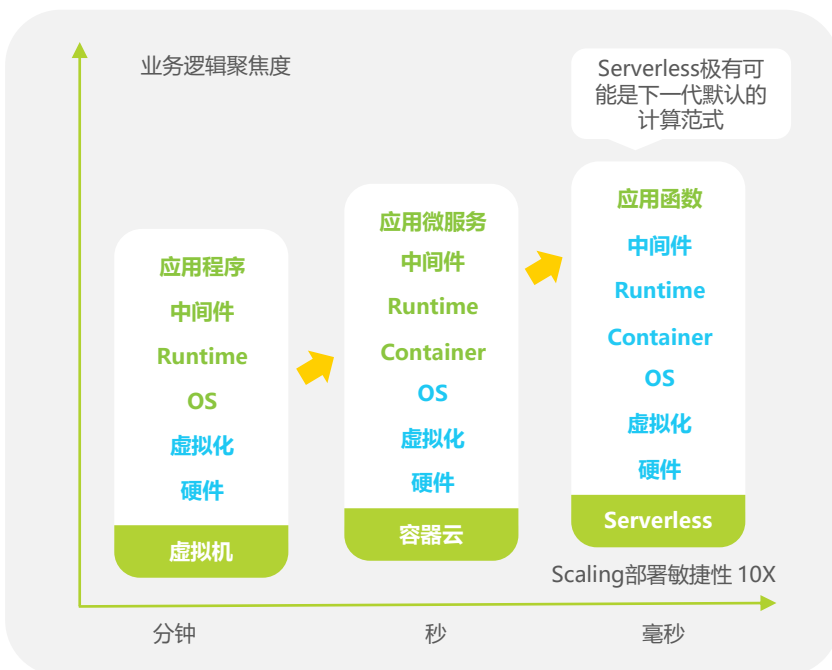 业务逻辑聚焦度
Serverless极有可
能是下一代默认的
计算范式
应用程序
中间件
Runtime
OS
虚拟化
硬件
虚拟机
应用微服务
中间件
Runtime
Container
OS
虚拟化
硬件
容器云
应用函数
中间件
Runtime
Container
OS
虚拟化
硬件
Serverless
Scaling部署敏捷性 10X
分钟
秒
毫秒